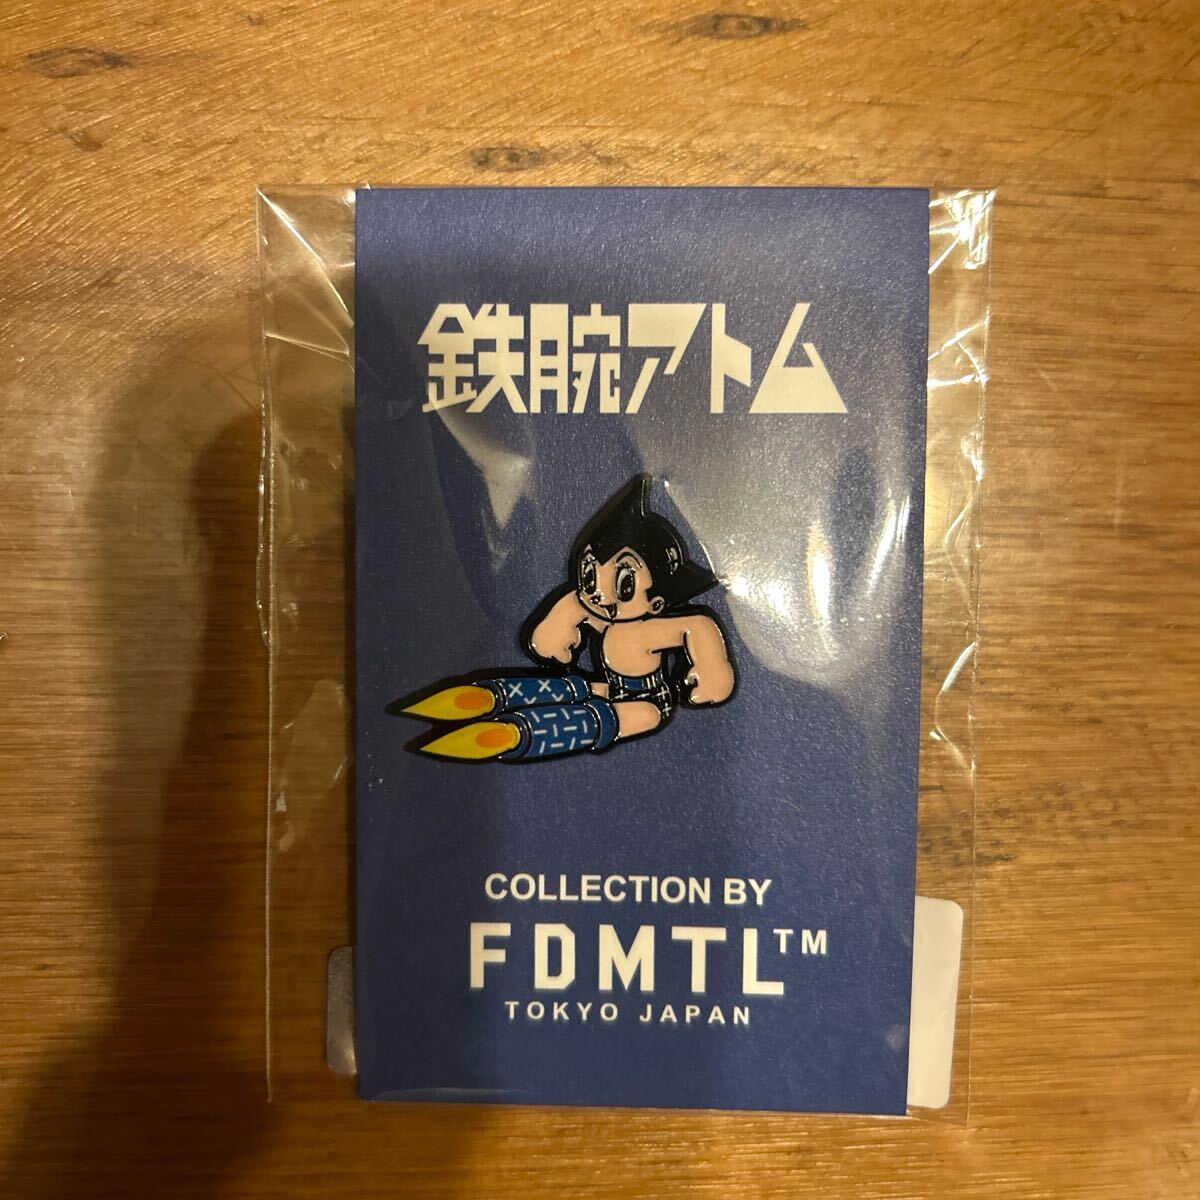 鉄腕アトム
COLLECTION BY
FDMTL™
TOKYO JAPAN